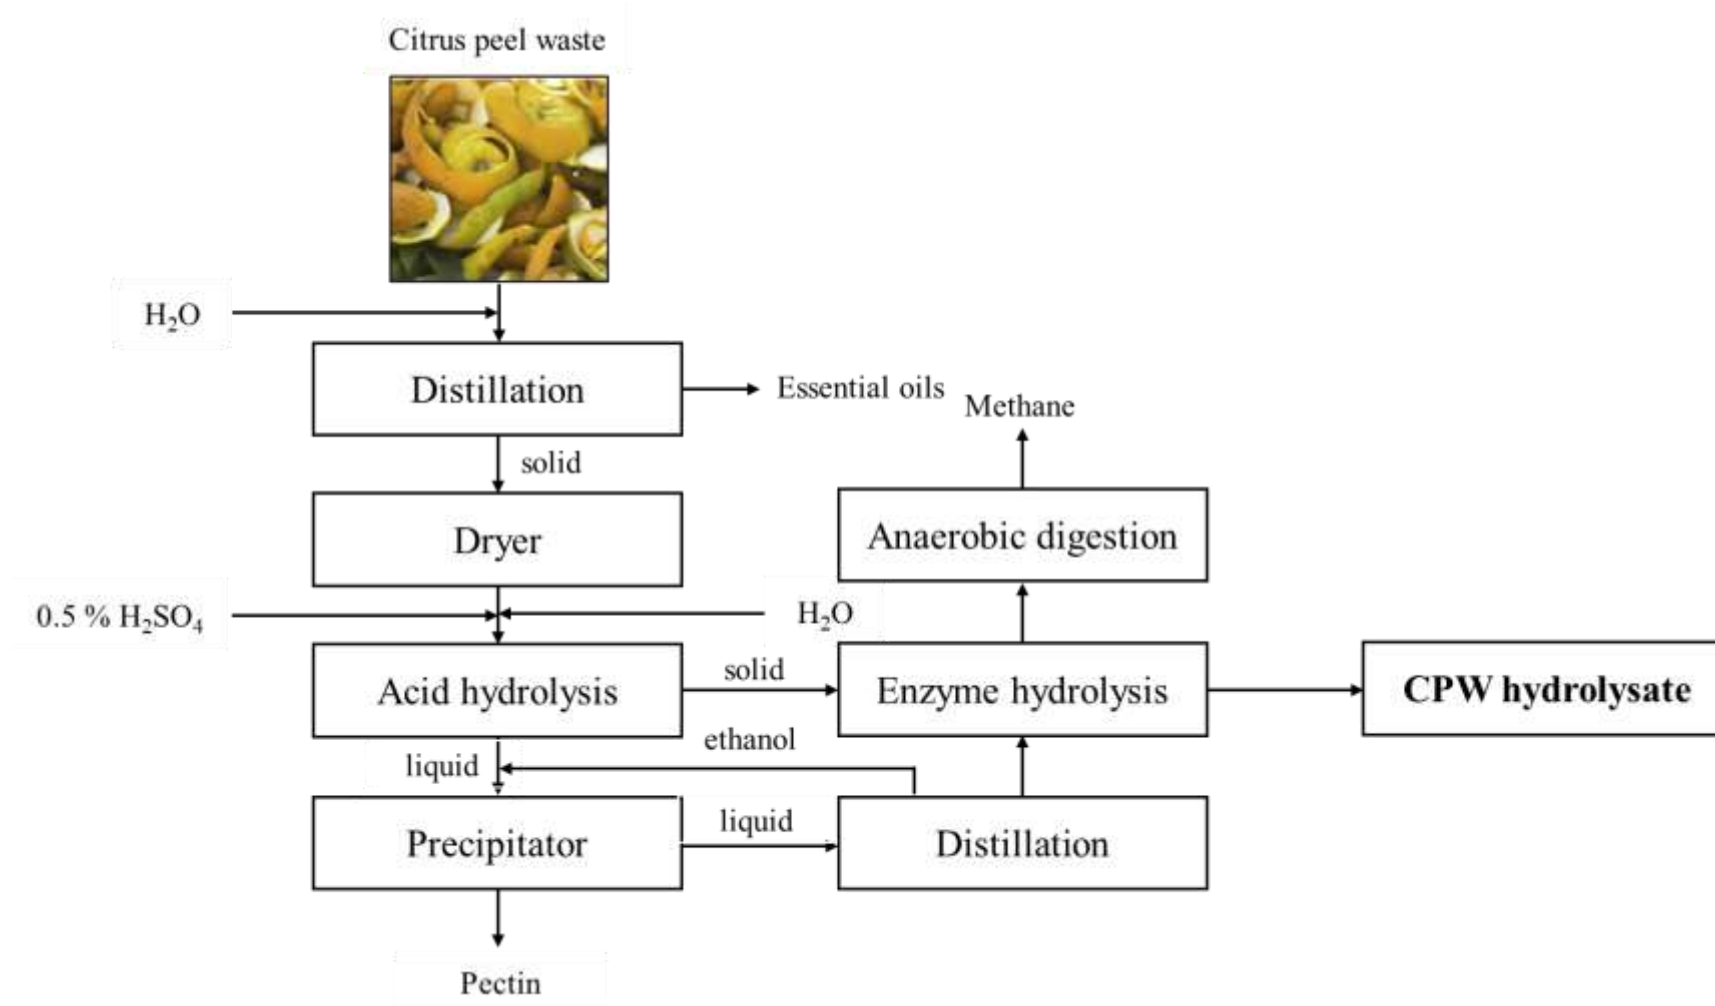 Citrus peel waste
H₂O
Distillation
Essential oils
Methane
solid
Dryer
Anaerobic digestion
0.5 % H₂SO₄
H₂O
Acid hydrolysis
solid
Enzyme hydrolysis
CPW hydrolysate
ethanol
liquid
Precipitator
liquid
Distillation
Pectin